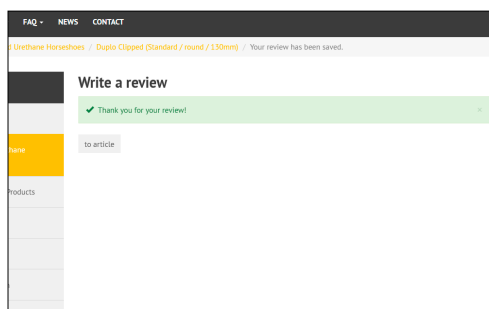 FAQ NEWS CONTACT
d Urethane Horseshoes / Duplo Clipped (Standard / round / 130mm) / Your review has been saved.
Write a review
✔ Thank you for your review! ×
to article
hane
Products